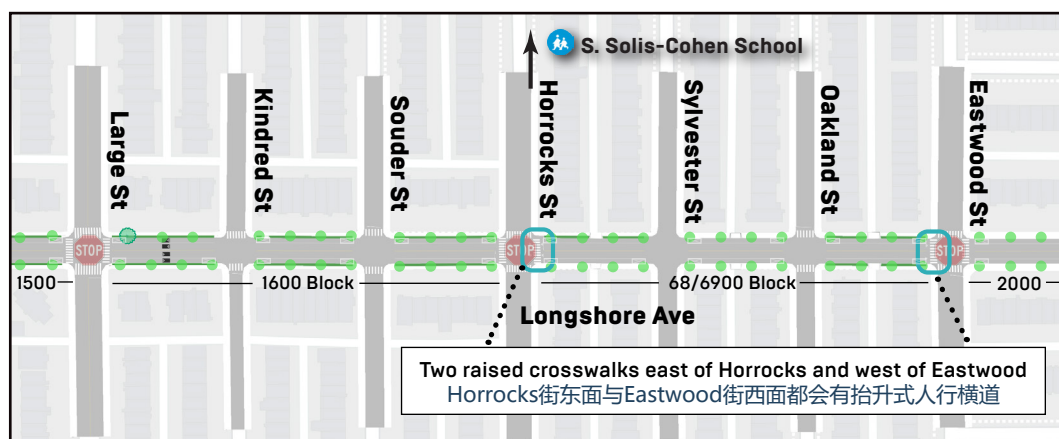 S. Solis-Cohen School
Large St
Kindred St
Souder St
Horrocks St
Sylvester St
Oakland St
Eastwood St
STOP
STOP
STOP
1500
1600 Block
68/6900 Block
2000
Longshore Ave
Two raised crosswalks east of Horrocks and west of Eastwood
Horrocks街东面与Eastwood街西面都会有抬升式人行横道